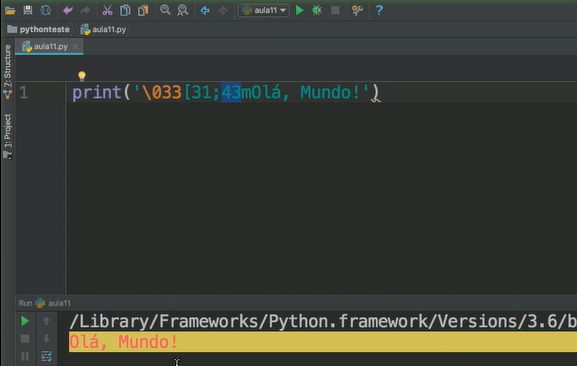 aula11
?
pythonteste
aula11.py
aula11.py
Z: Structure
1: Project
1
print('\033[31;43mOlá, Mundo!')
Run
aula11
/Library/Frameworks/Python.framework/Versions/3.6/b
Olá, Mundo!